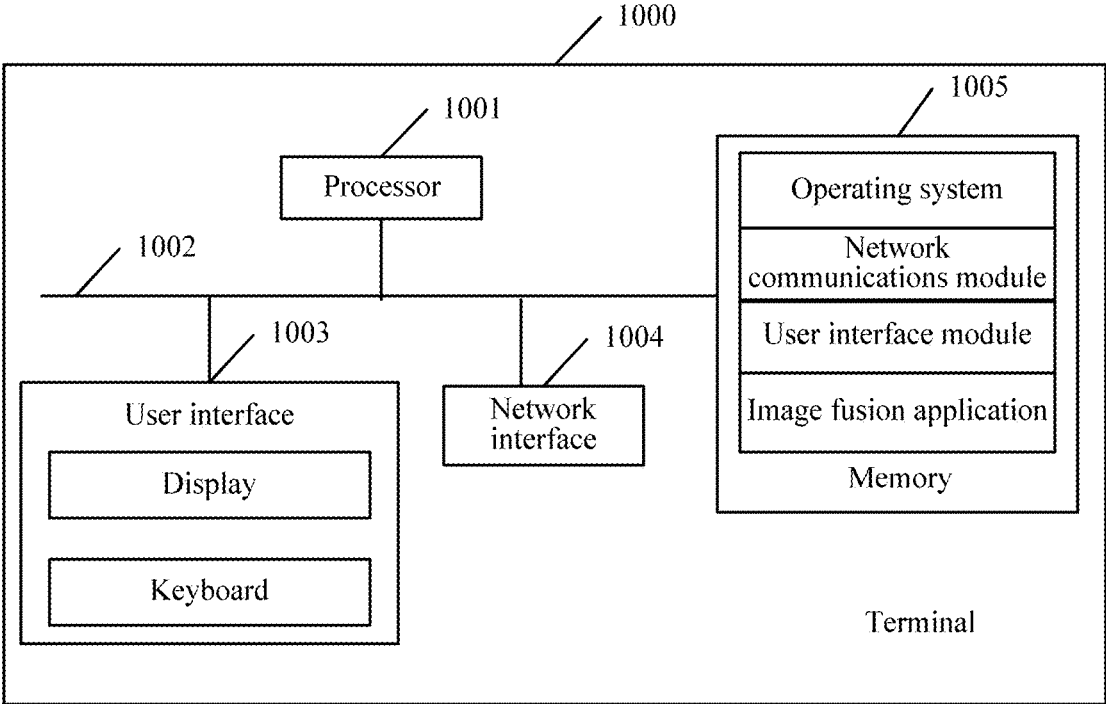 1000
1001
1005
Processor
Operating system
1002
Network
communications module
1003
1004
User interface module
User interface
Network
interface
Image fusion application
Display
Memory
Keyboard
Terminal